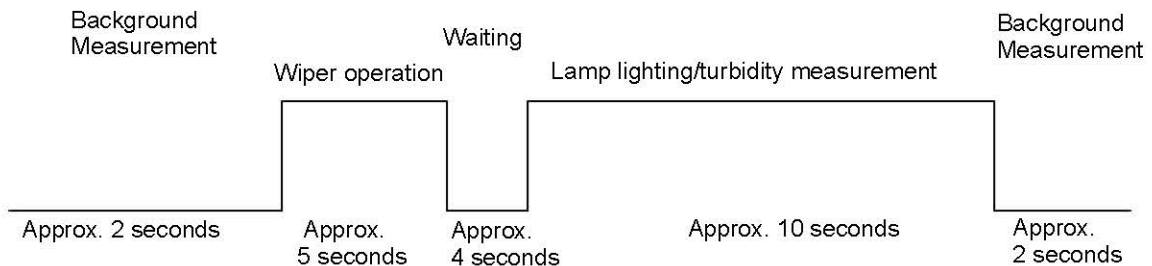 Background
Measurement
Wiper operation
Waiting
Lamp lighting/turbidity measurement
Background
Measurement
Approx. 2 seconds
Approx.
5 seconds
Approx.
4 seconds
Approx. 10 seconds
Approx.
2 seconds